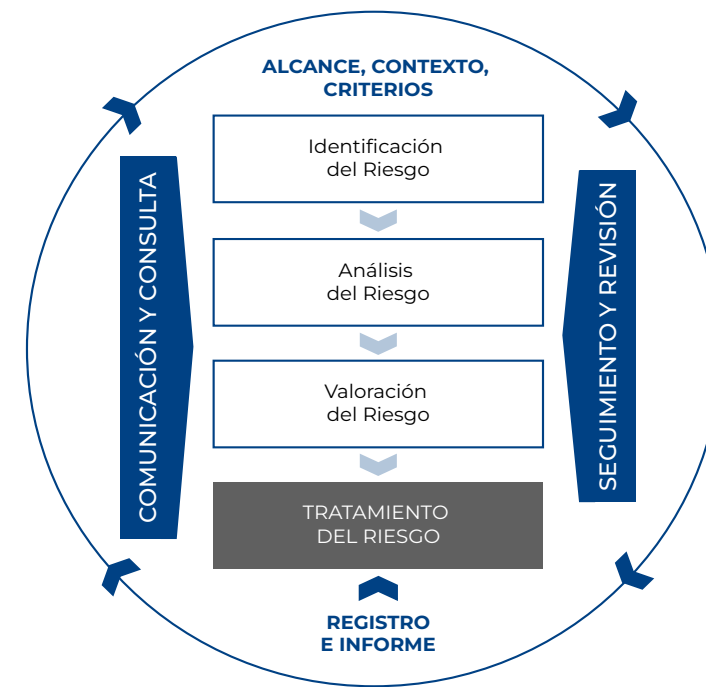 ALCANCE, CONTEXTO,
CRITERIOS
Identificación
del Riesgo
COMUNICACIÓN Y CONSULTA
Análisis
del Riesgo
SEGUIMIENTO Y REVISIÓN
Valoración
del Riesgo
TRATAMIENTO
DEL RIESGO
REGISTRO
E INFORME